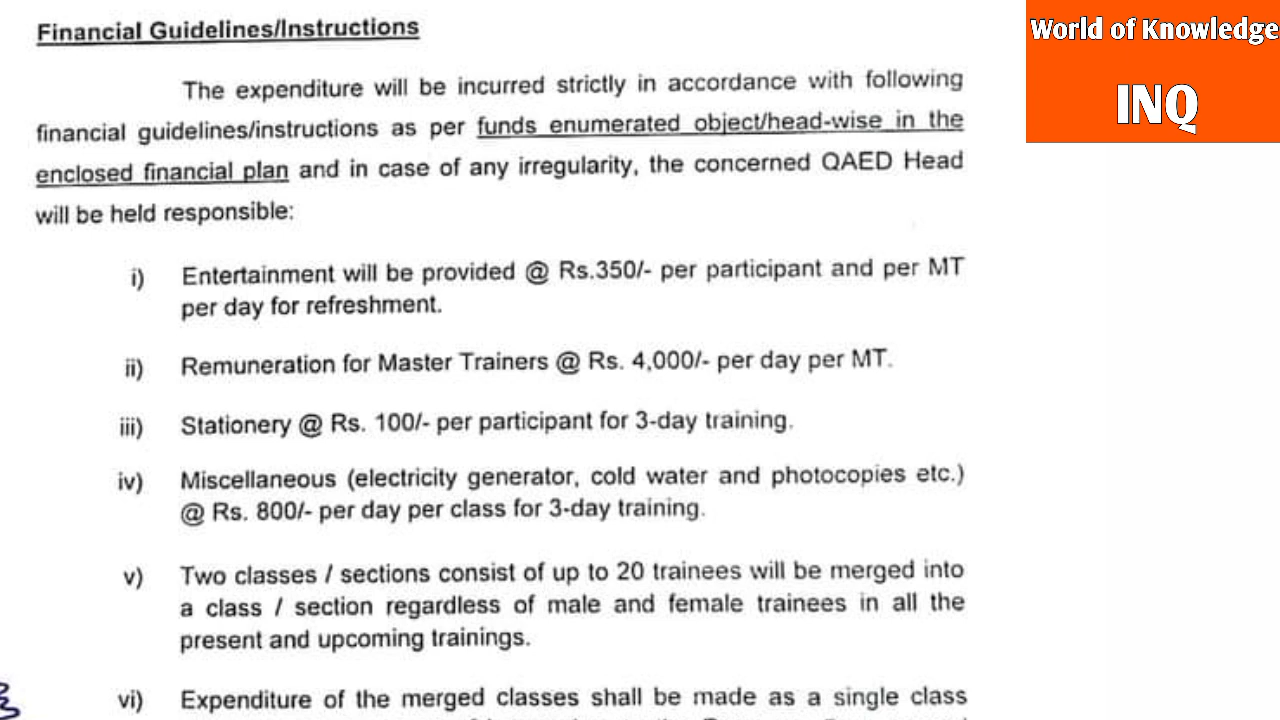 Financial Guidelines/Instructions
World of Knowledge
INQ
The expenditure will be incurred strictly in accordance with following
financial guidelines/instructions as per funds enumerated object/head-wise in the
enclosed financial plan and in case of any irregularity, the concerned QAED Head
will be held responsible:
i) Entertainment will be provided @ Rs.350/- per participant and per MT
per day for refreshment.
ii) Remuneration for Master Trainers @ Rs. 4,000/- per day per MT.
iii) Stationery @ Rs. 100/- per participant for 3-day training.
iv) Miscellaneous (electricity generator, cold water and photocopies etc.)
@ Rs. 800/- per day per class for 3-day training.
v) Two classes / sections consist of up to 20 trainees will be merged into
a class / section regardless of male and female trainees in all the
present and upcoming trainings.
vi) Expenditure of the merged classes shall be made as a single class